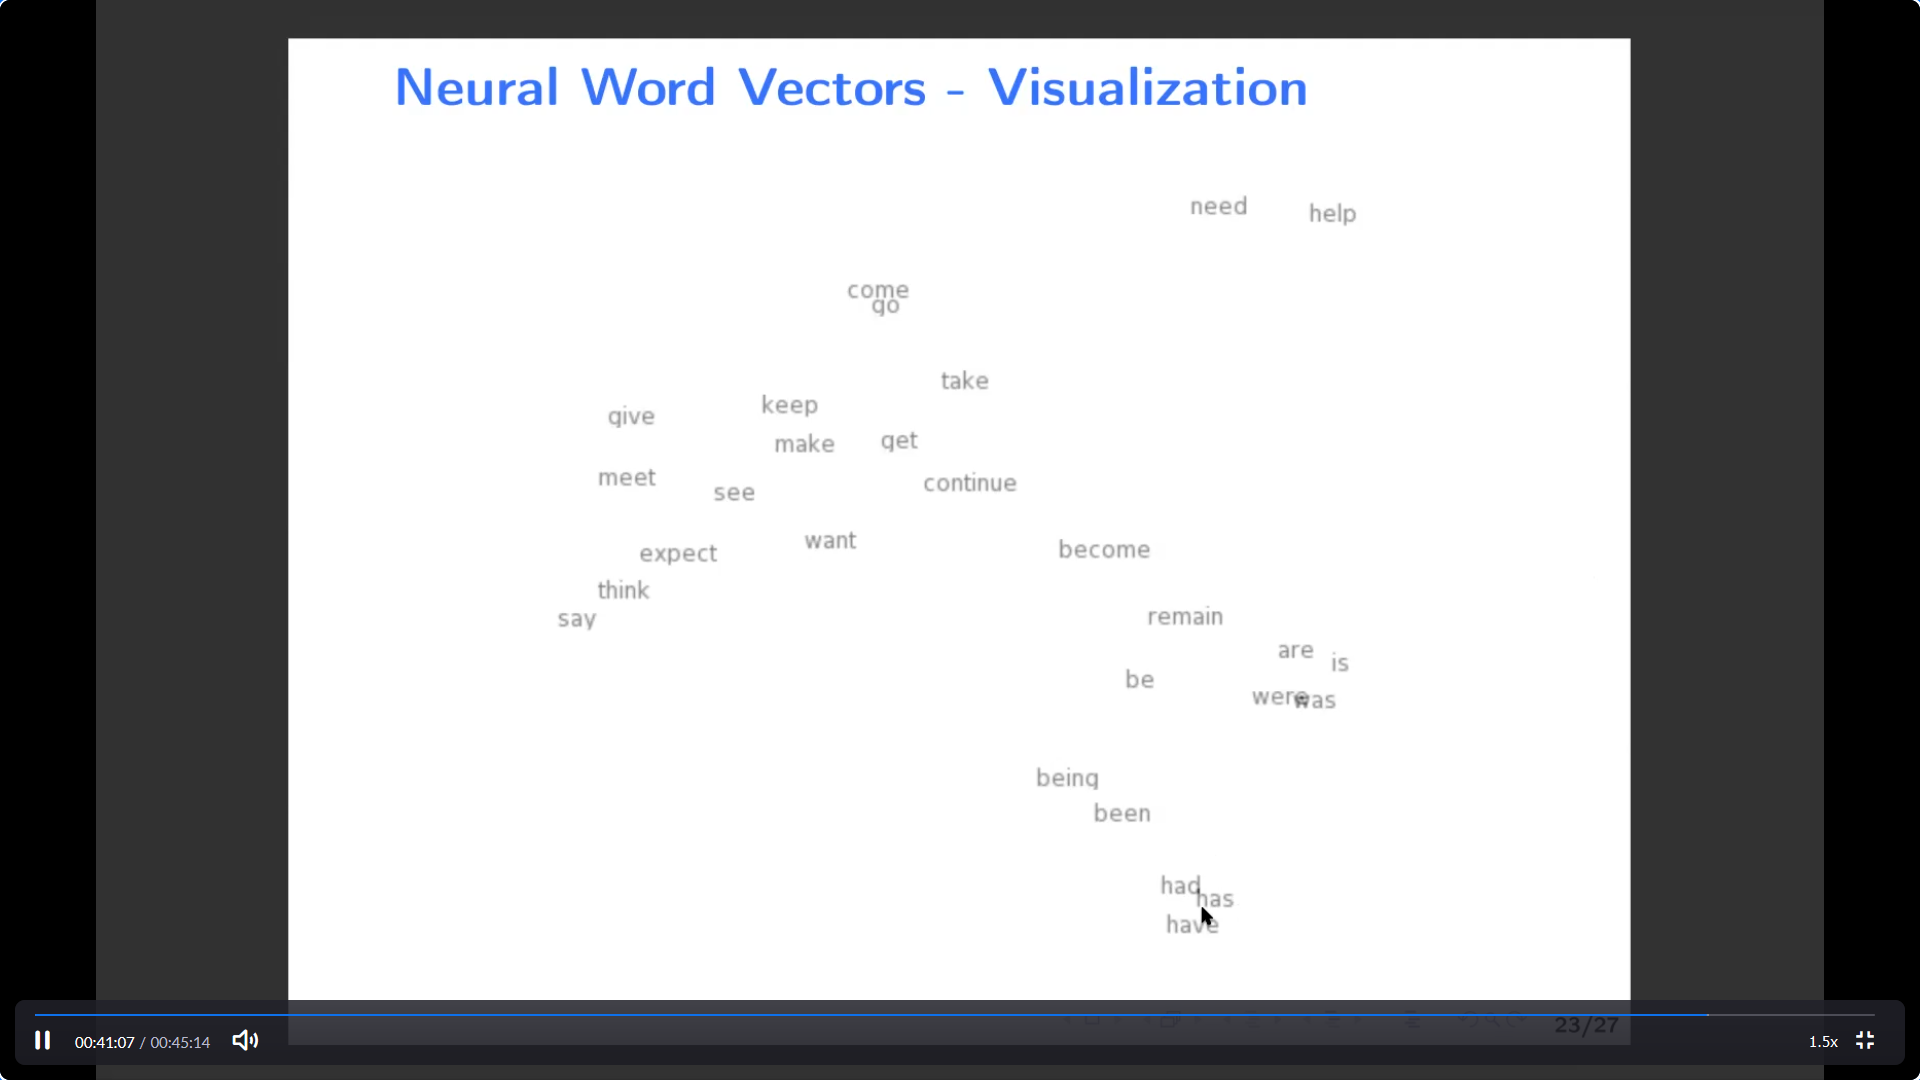 Neural Word Vectors - Visualization
need
help
come
go
take
keep
give
make
get
meet
see
continue
want
expect
become
think
say
remain
are
is
be
were
was
being
been
had
has
have
23/27
00:41:07 / 00:45:14
1.5x